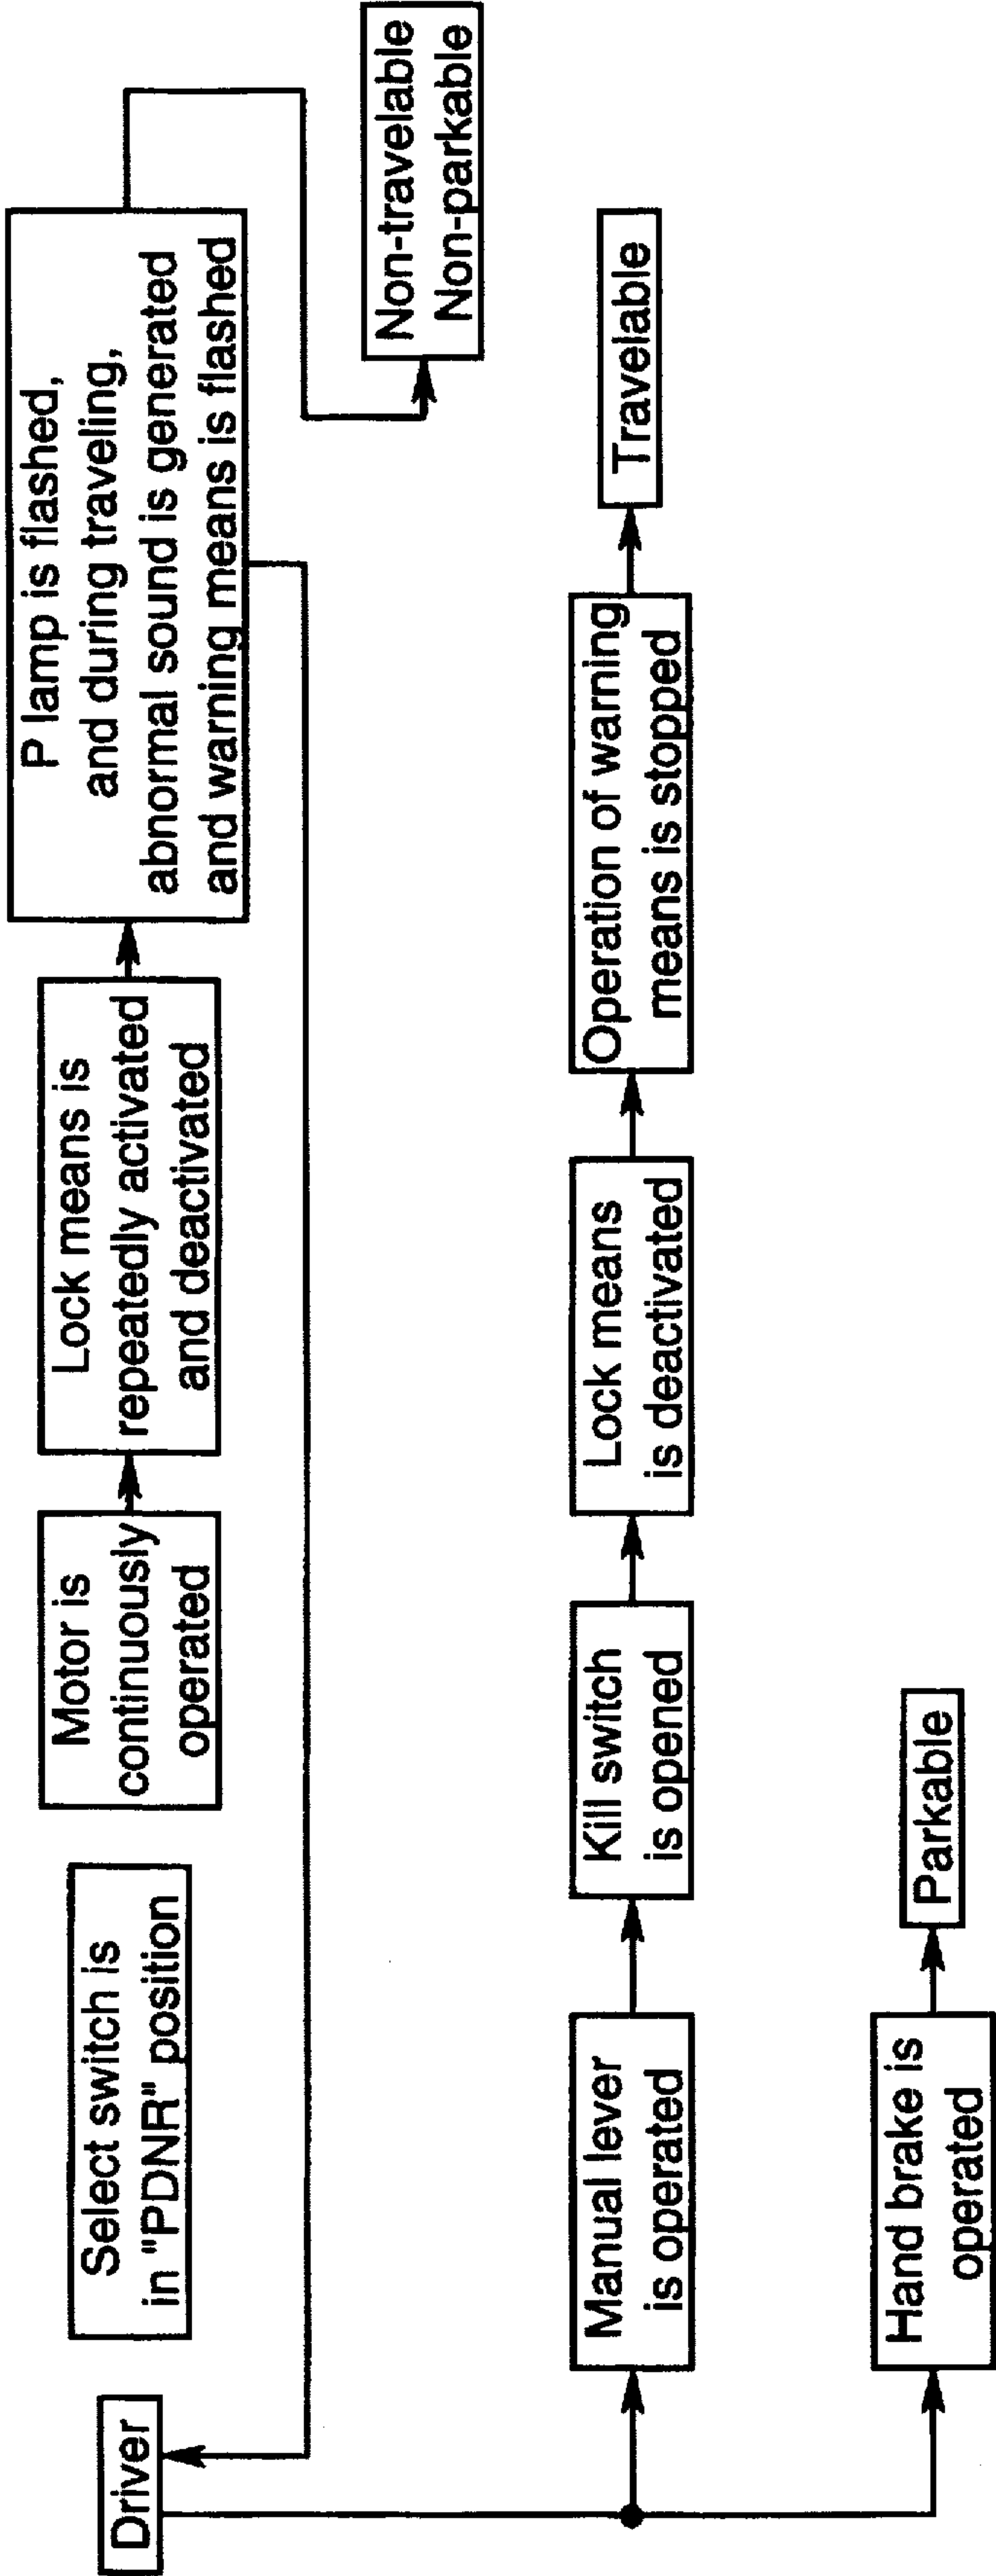 Driver
Select switch is
in "PDNR" position
Motor is
continuously
operated
Lock means is
repeatedly activated
and deactivated
P lamp is flashed,
and during traveling,
abnormal sound is generated
and warning means is flashed
Non-travelable
Non-parkable
Manual lever
is operated
Kill switch
is opened
Lock means
is deactivated
Operation of warning
means is stopped
Travelable
Hand brake is
operated
Parkable